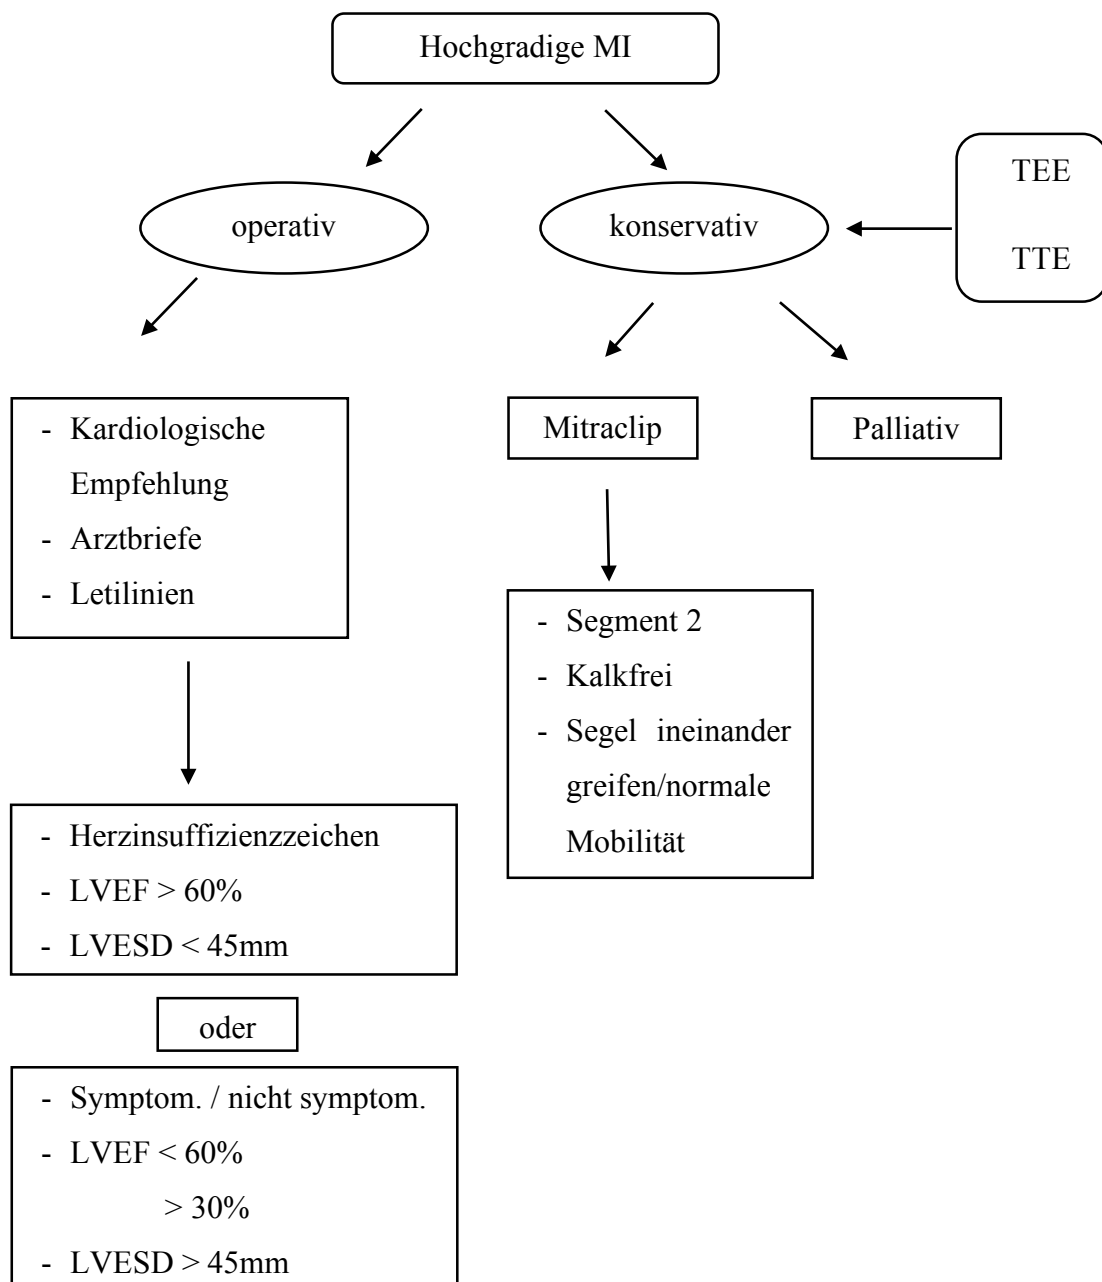 Hochgradige MI
operativ
konservativ
TEE
TTE
- Kardiologische
Empfehlung
- Arztbriefe
- Letilinien
Mitraclip
Palliativ
- Segment 2
- Kalkfrei
- Segel ineinander
greifen/normale
Mobilität
- Herzinsuffizienzzeichen
- LVEF > 60%
- LVESD < 45mm
oder
- Symptom. / nicht symptom.
- LVEF < 60%
> 30%
- LVESD > 45mm